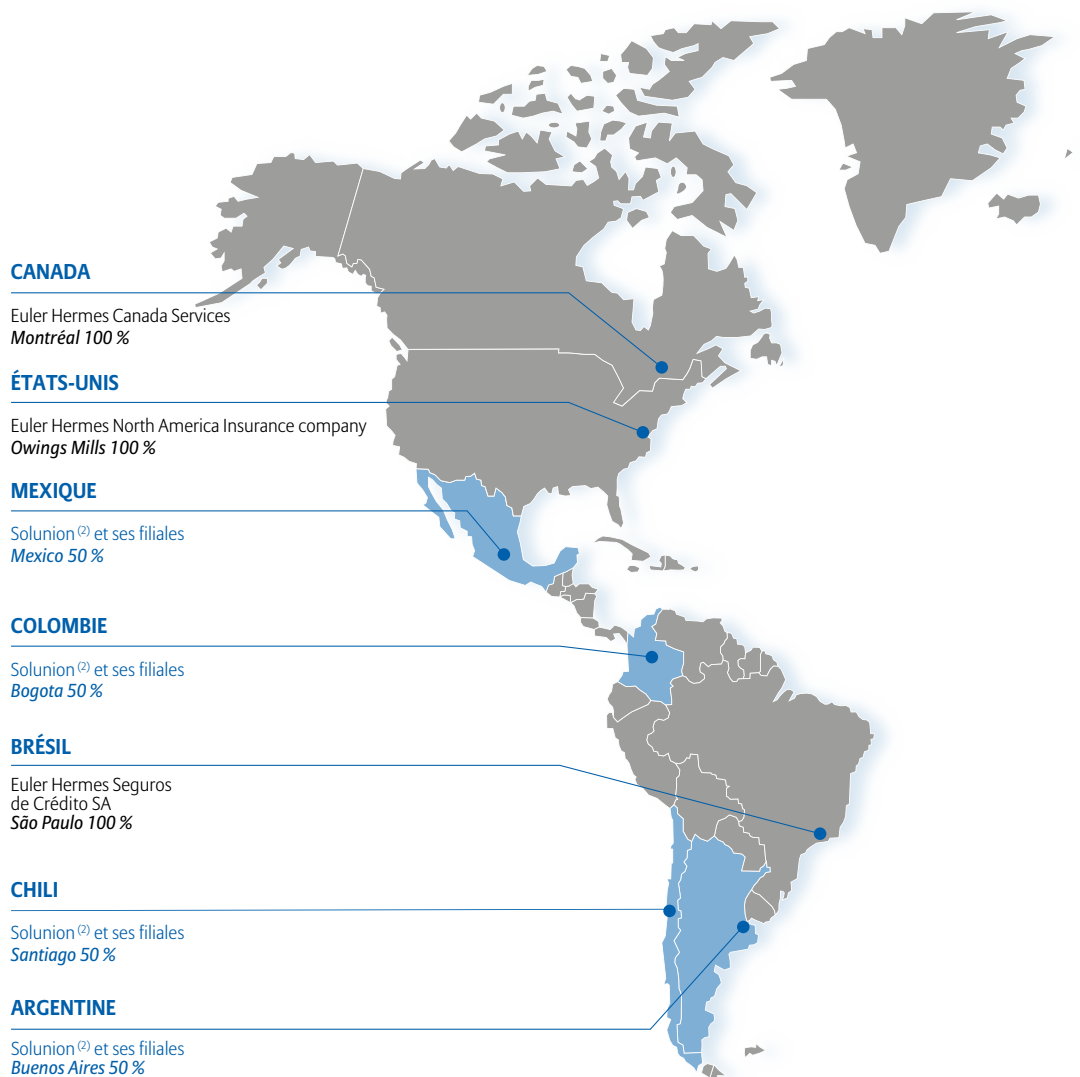 CANADA
Euler Hermes Canada Services
Montréal 100 %
ÉTATS-UNIS
Euler Hermes North America Insurance company
Owings Mills 100 %
MEXIQUE
Solunion (2) et ses filiales
Mexico 50 %
COLOMBIE
Solunion (2) et ses filiales
Bogota 50 %
BRÉSIL
Euler Hermes Seguros
de Crédito SA
São Paulo 100 %
CHILI
Solunion (2) et ses filiales
Santiago 50 %
ARGENTINE
Solunion (2) et ses filiales
Buenos Aires 50 %